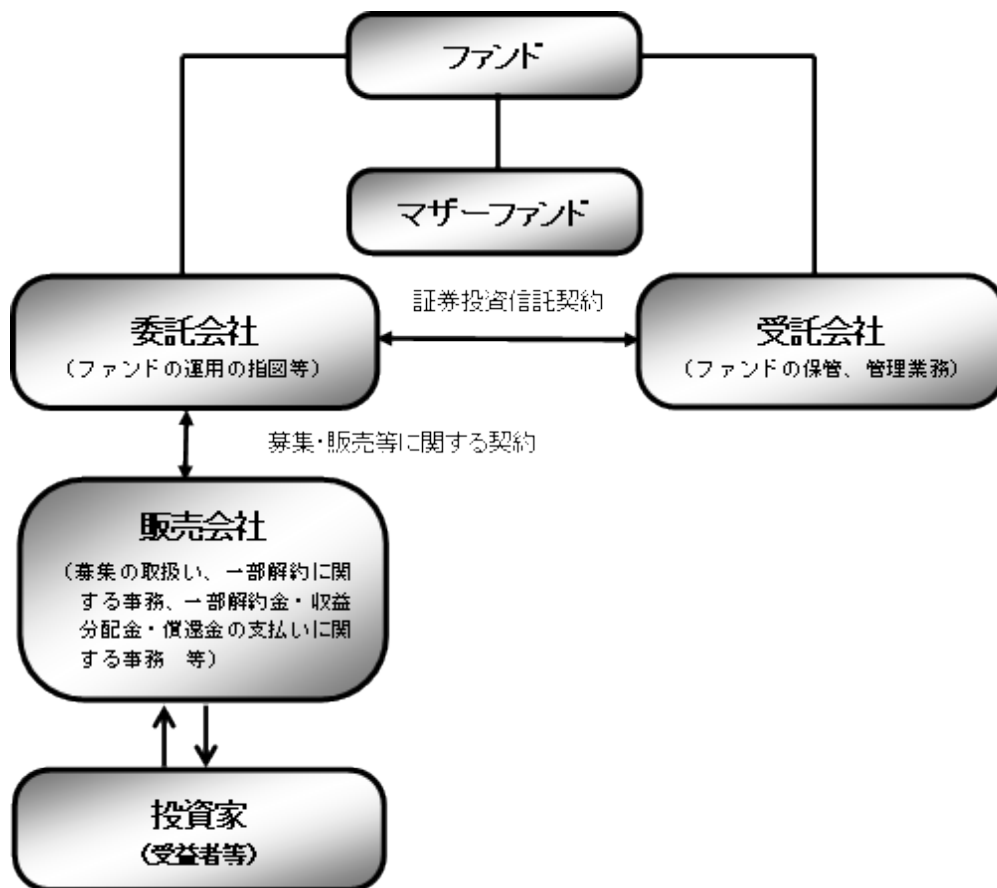 ファンド
マザーファンド
証券投資信託契約
委託会社
（ファンドの運用の指図等）
受託会社
（ファンドの保管、管理業務）
募集・販売等に関する契約
販売会社
（募集の取扱い、一部解約に関
する事務、一部解約金・収益
分配金・償還金の支払いに関
する事務　等）
投資家
（受益者等）